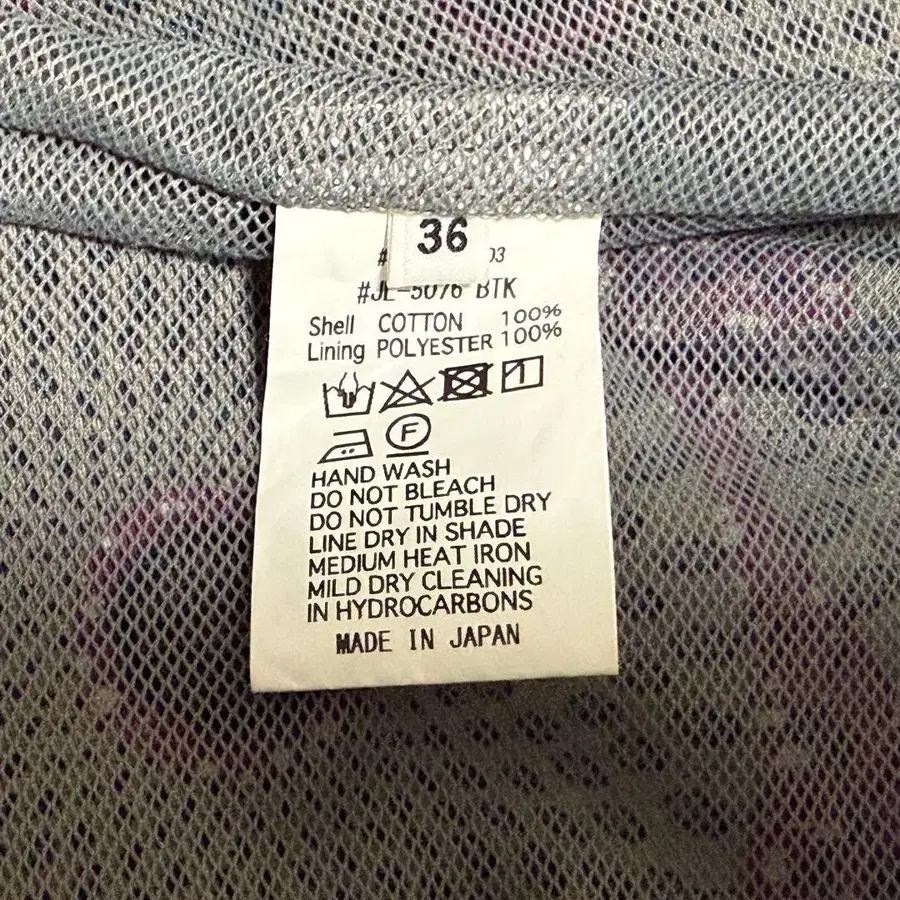 36
# 03
#JL-5076 BTK
Shell COTTON 100%
Lining POLYESTER 100%
F
HAND WASH
DO NOT BLEACH
DO NOT TUMBLE DRY
LINE DRY IN SHADE
MEDIUM HEAT IRON
MILD DRY CLEANING
IN HYDROCARBONS
MADE IN JAPAN